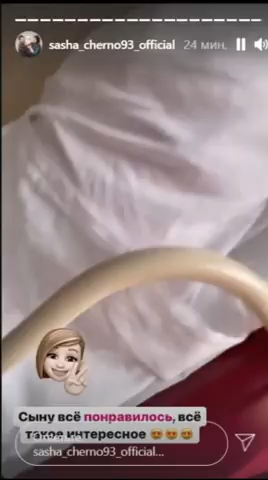 sasha_cherno93_official 24 мин.
Сыну всё понравилось, всё
такое интересное 😍😍😍
sasha_cherno93_official...